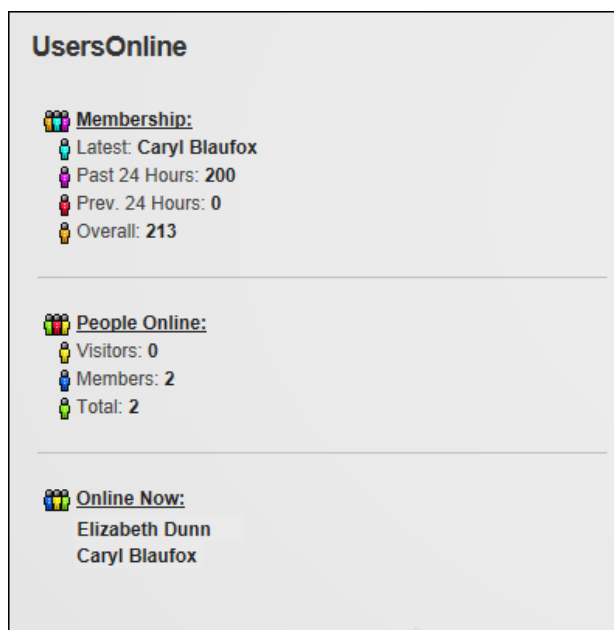 UsersOnline
Membership:
Latest: Caryl Blaufox
Past 24 Hours: 200
Prev. 24 Hours: 0
Overall: 213
People Online:
Visitors: 0
Members: 2
Total: 2
Online Now:
Elizabeth Dunn
Caryl Blaufox